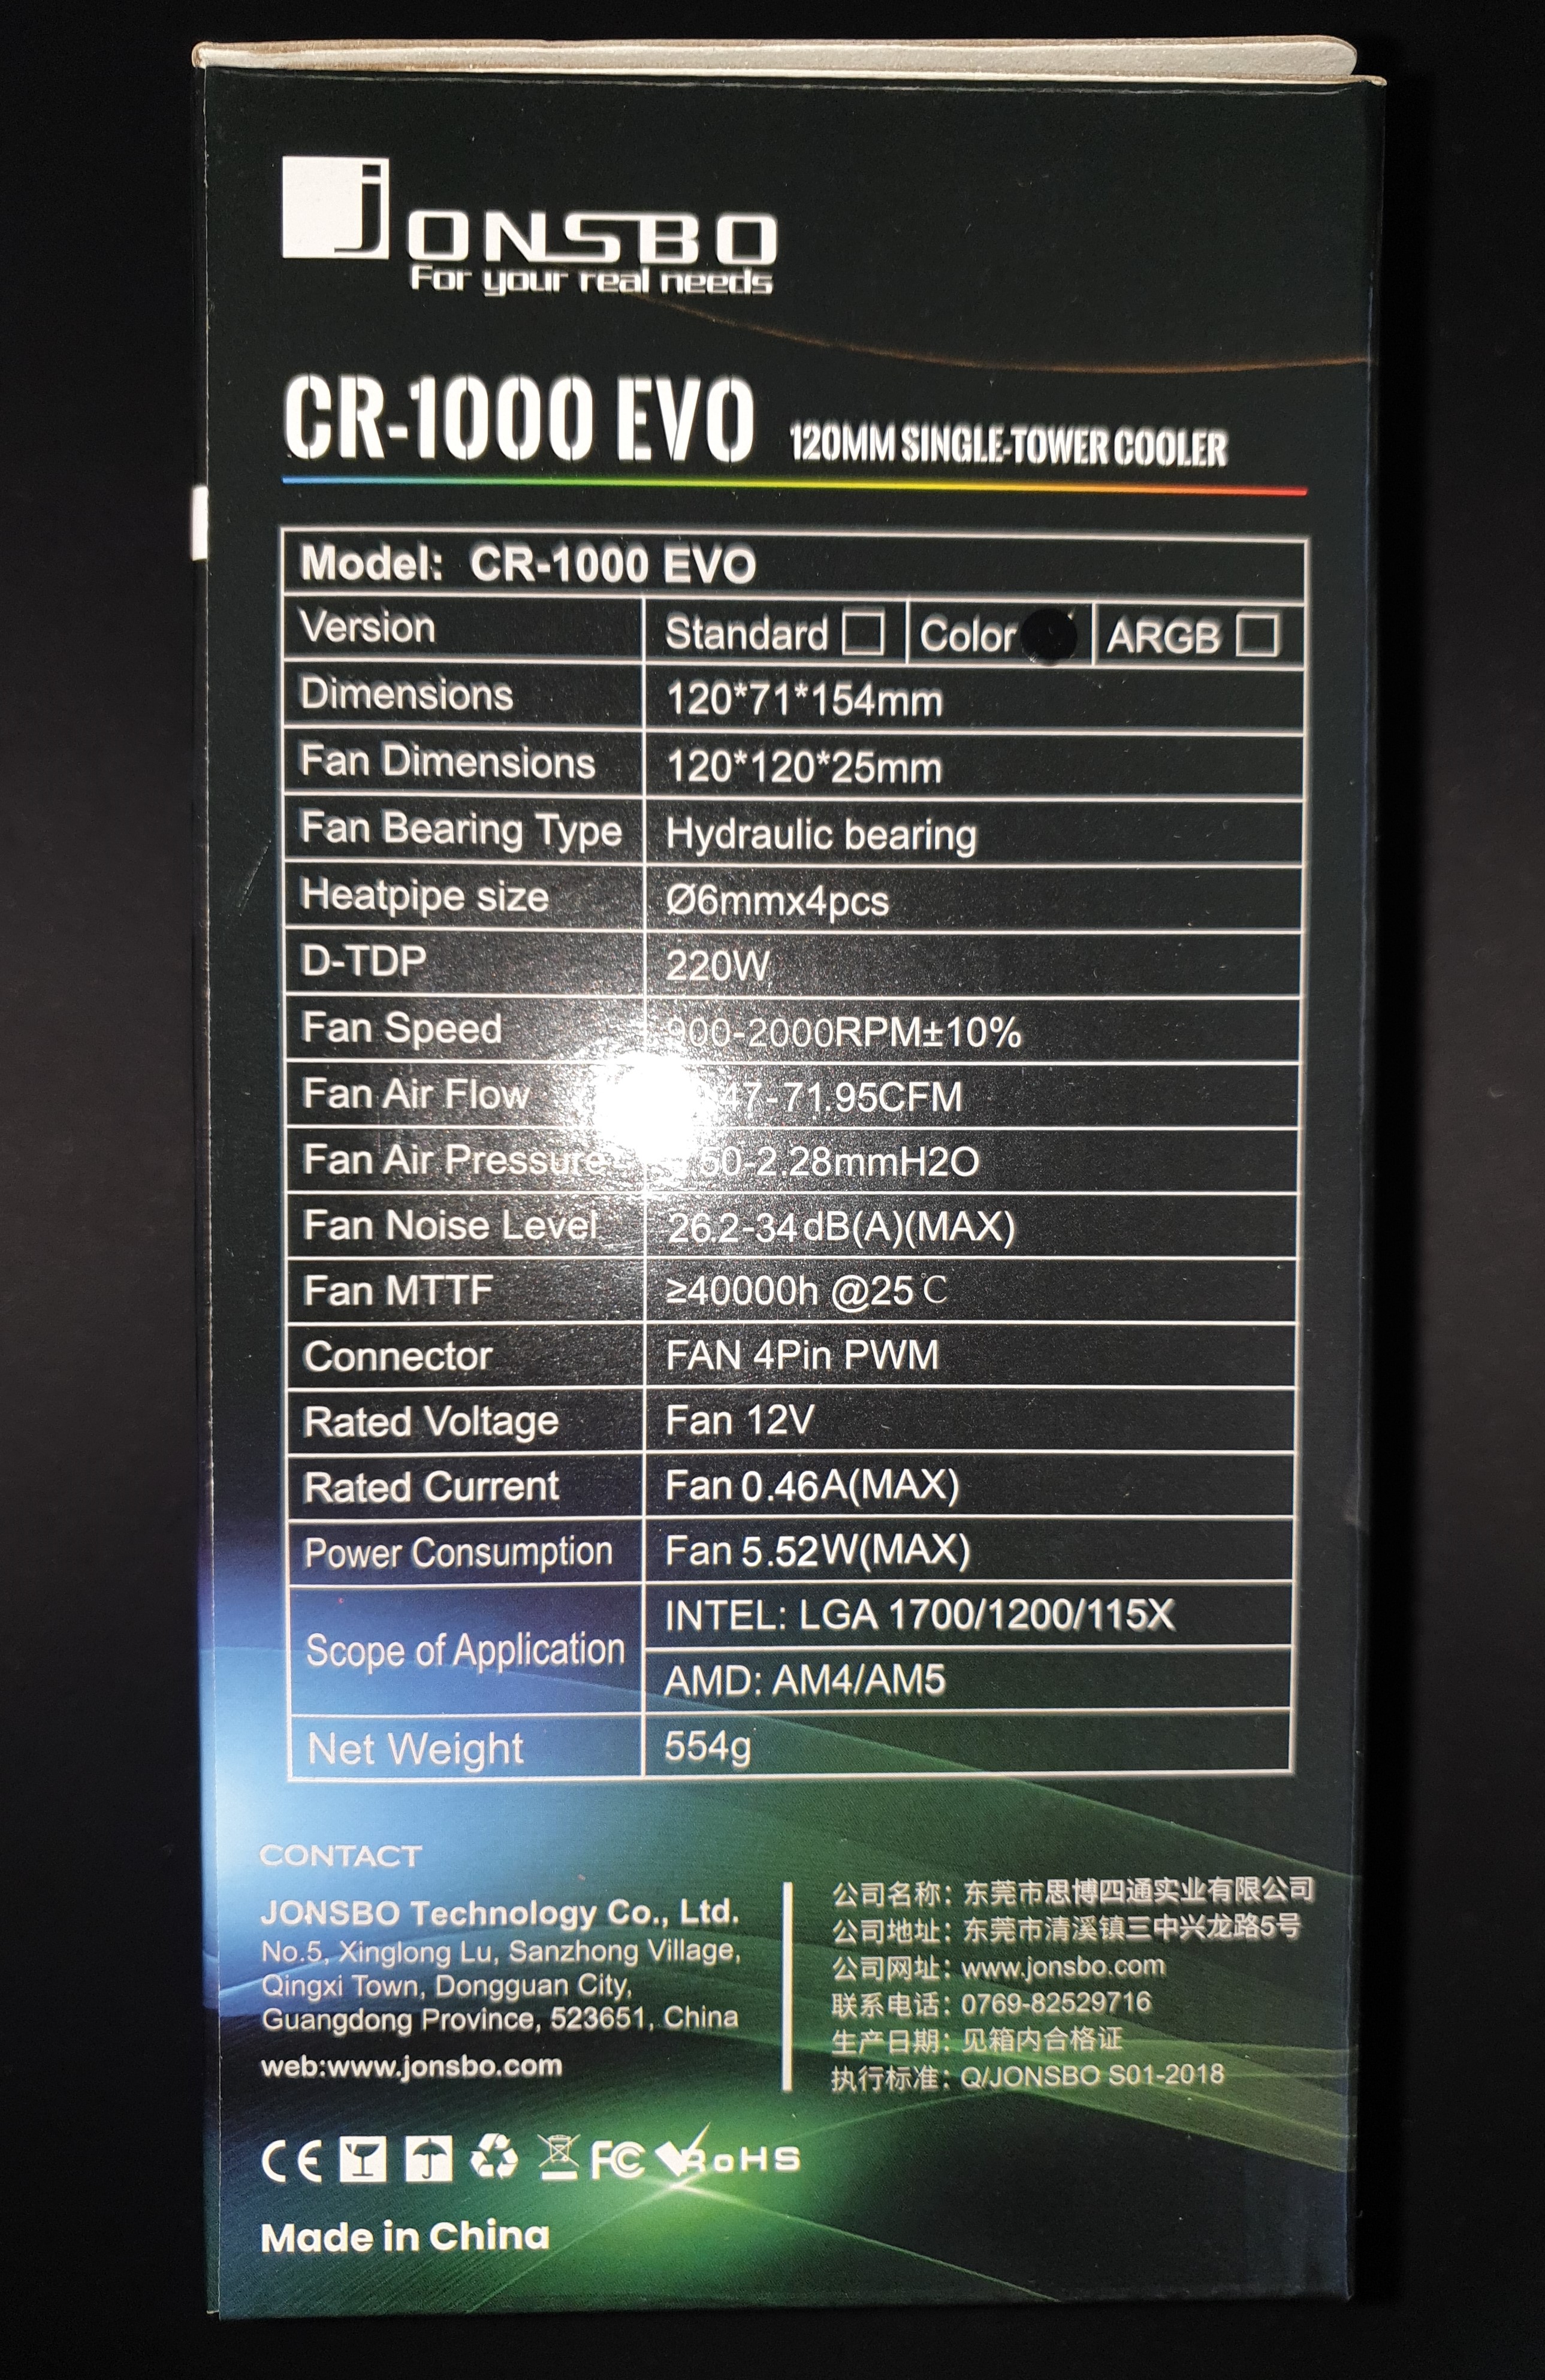 JONSBO
For your real needs
CR-1000 EVO 120MM SINGLE-TOWER COOLER
Model: CR-1000 EVO
Version Standard Color ARGB
Dimensions 120*71*154mm
Fan Dimensions 120*120*25mm
Fan Bearing Type Hydraulic bearing
Heatpipe size Ø6mmx4pcs
D-TDP 220W
Fan Speed 900-2000RPM±10%
Fan Air Flow 71.95CFM
Fan Air Pressure 2.28mmH2O
Fan Noise Level 26.2-34dB(A)(MAX)
Fan MTTF ≥40000h @25℃
Connector FAN 4Pin PWM
Rated Voltage Fan 12V
Rated Current Fan 0.46A(MAX)
Power Consumption Fan 5.52W(MAX)
Scope of Application INTEL: LGA 1700/1200/115X
AMD: AM4/AM5
Net Weight 554g
CONTACT
JONSBO Technology Co., Ltd.
No.5, Xinglong Lu, Sanzhong Village,
Qingxi Town, Dongguan City,
Guangdong Province, 523651, China
web:www.jonsbo.com
公司名称：东莞市思博四通实业有限公司
公司地址：东莞市清溪镇三中兴龙路5号
公司网址：www.jonsbo.com
联系电话：0769-82529716
生产日期：见箱内合格证
执行标准：Q/JONSBO S01-2018
CE FC RoHS
Made in China